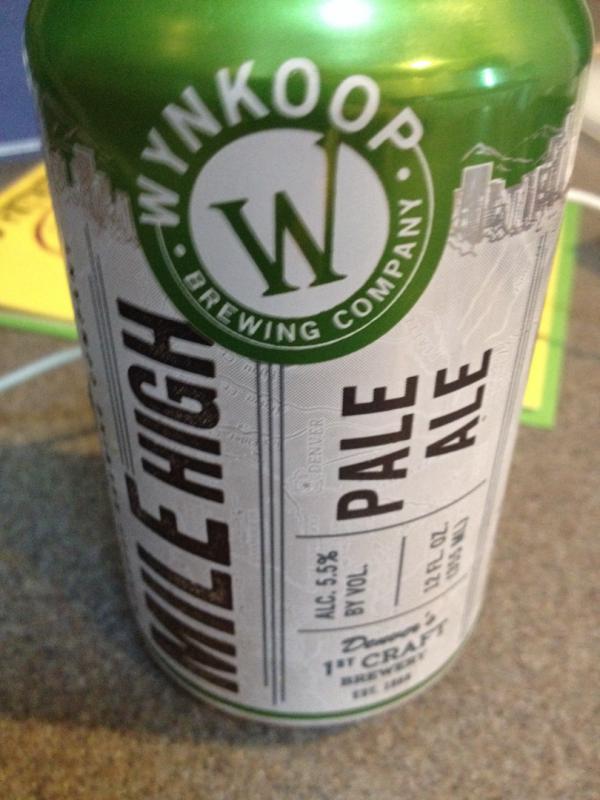 WYNKOOP
W
BREWING COMPANY
MILE HIGH
DENVER
PALE
ALE
ALC. 5.5%
BY VOL.
12 FL. OZ.
(355 ML)
Denver's
1ST CRAFT
BREWERY
EST. 1988